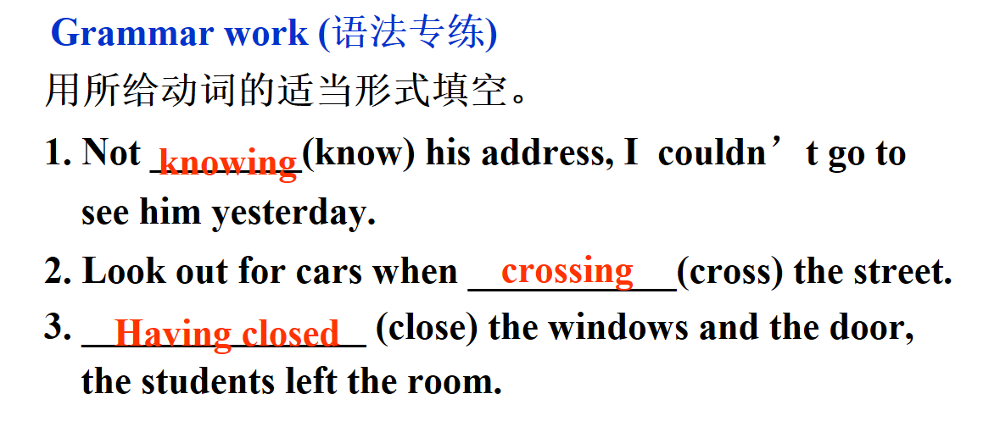 Grammar work (语法专练)
用所给动词的适当形式填空。
1. Not knowing (know) his address, I couldn’t go to
see him yesterday.
2. Look out for cars when crossing (cross) the street.
3. Having closed (close) the windows and the door,
the students left the room.